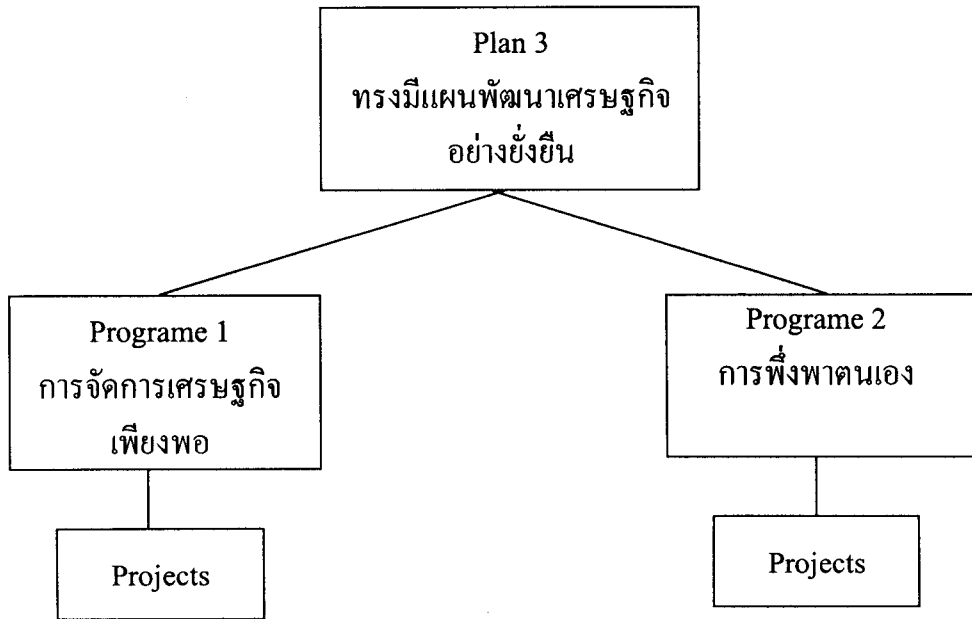 Plan 3
ทรงมีแผนพัฒนาเศรษฐกิจ
อย่างยั่งยืน
Programe 1
การจัดการเศรษฐกิจ
เพียงพอ
Programe 2
การพึ่งพาตนเอง
Projects
Projects